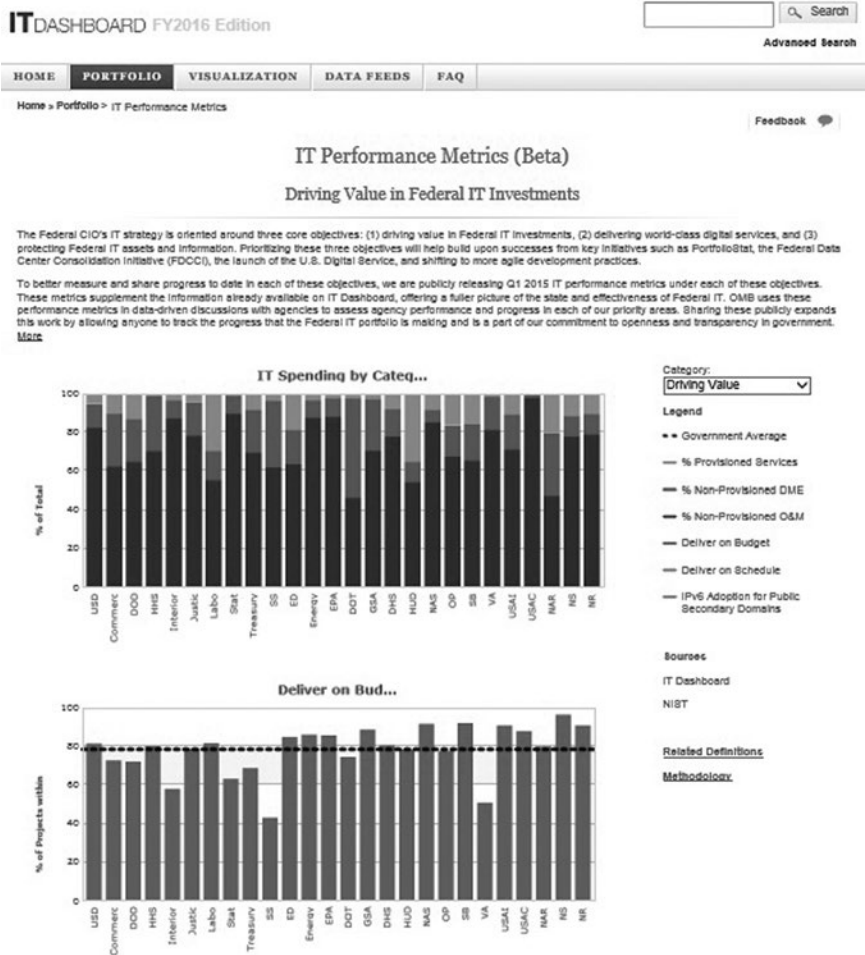 ITDASHBOARD FY2016 Edition
Search
Advanced Search
HOME PORTFOLIO VISUALIZATION DATA FEEDS FAQ
Home » Portfolio > IT Performance Metrics
Feedback
IT Performance Metrics (Beta)
Driving Value in Federal IT Investments
The Federal CIO's IT strategy is oriented around three core objectives: (1) driving value in Federal IT Investments, (2) delivering world-class digital services, and (3)
protecting Federal IT assets and information. Prioritizing these three objectives will help build upon successes from key initiatives such as PortfolioStat, the Federal Data
Center Consolidation Initiative (FDCCI), the launch of the U.S. Digital Service, and shifting to more agile development practices.
To better measure and share progress to date in each of these objectives, we are publicly releasing Q1 2015 IT performance metrics under each of these objectives.
These metrics supplement the information already available on IT Dashboard, offering a fuller picture of the state and effectiveness of Federal IT. OMB uses these
performance metrics in data-driven discussions with agencies to assess agency performance and progress in each of our priority areas. Sharing these publicly expands
this work by allowing anyone to track the progress that the Federal IT portfolio is making and is a part of our commitment to openness and transparency in government.
More
IT Spending by Categ...
% of Total
100
80
60
40
20
0
USD Commerc DOD HHS Interior Justic Labo Stat Treasury SS ED Energy EPA DOT GSA DHS HUD NAS OP SB VA USAI USAC NAR NS NR
Category:
Driving Value
Legend
Government Average
% Provisioned Services
% Non-Provisioned DME
% Non-Provisioned O&M
Deliver on Budget
Deliver on Schedule
IPv6 Adoption for Public
Secondary Domains
Sources
IT Dashboard
NIST
Related Definitions
Methodology
Deliver on Bud...
% of Projects within
100
80
60
40
20
0
USD Commerc DOD HHS Interior Justic Labo Stat Treasury SS ED Energy EPA DOT GSA DHS HUD NAS OP SB VA USAI USAC NAR NS NR